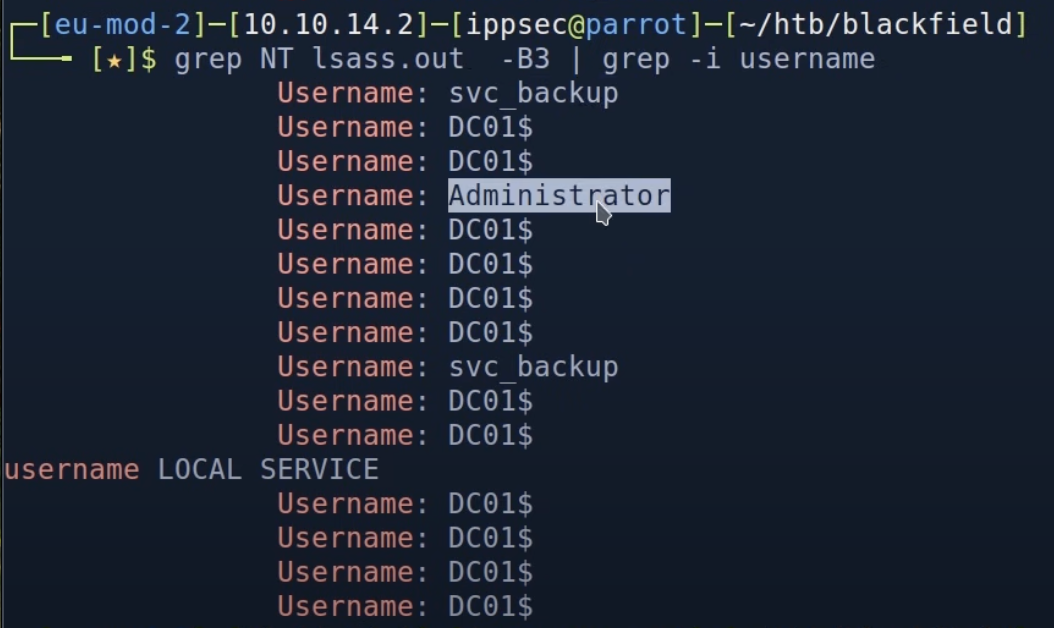 [eu-mod-2]-[10.10.14.2]-[ippsec@parrot]-[~/htb/blackfield]
[★]$ grep NT lsass.out  -B3 | grep -i username
Username: svc_backup
Username: DC01$
Username: DC01$
Username: Administrator
Username: DC01$
Username: DC01$
Username: DC01$
Username: DC01$
Username: svc_backup
Username: DC01$
Username: DC01$
username LOCAL SERVICE
Username: DC01$
Username: DC01$
Username: DC01$
Username: DC01$